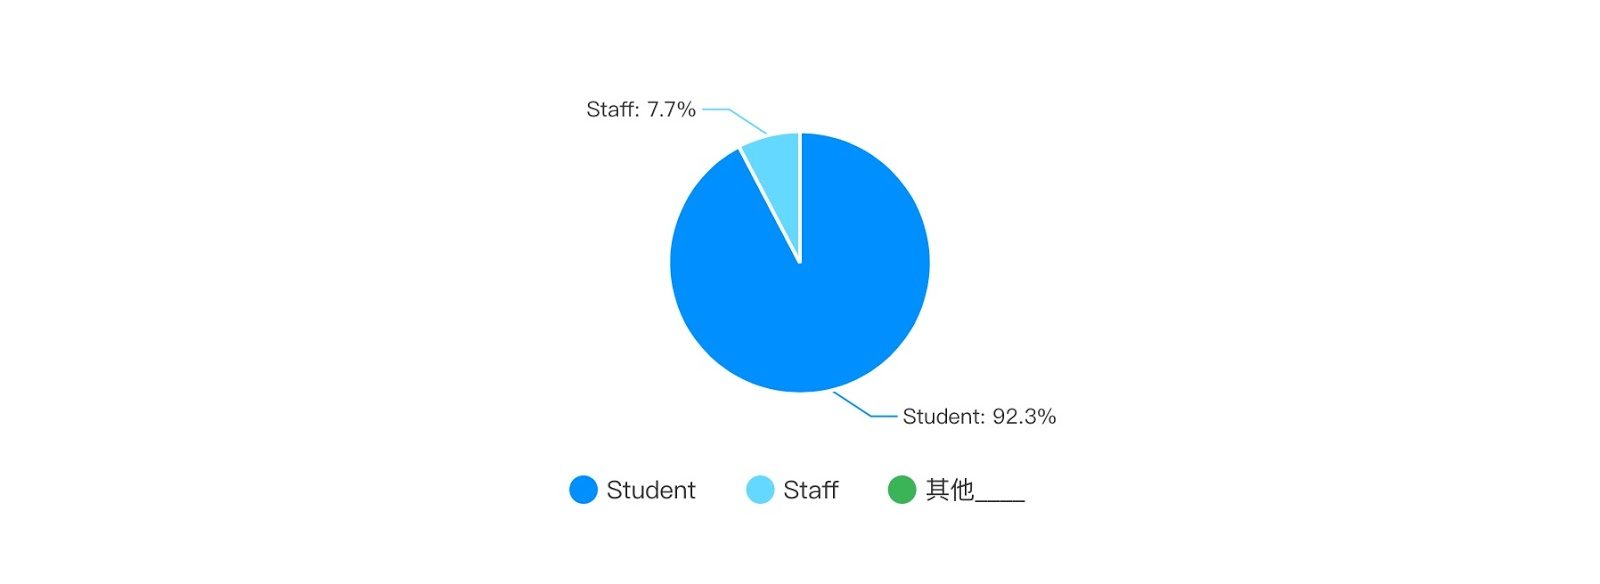 Staff: 7.7%
Student: 92.3%
Student
Staff
其他____